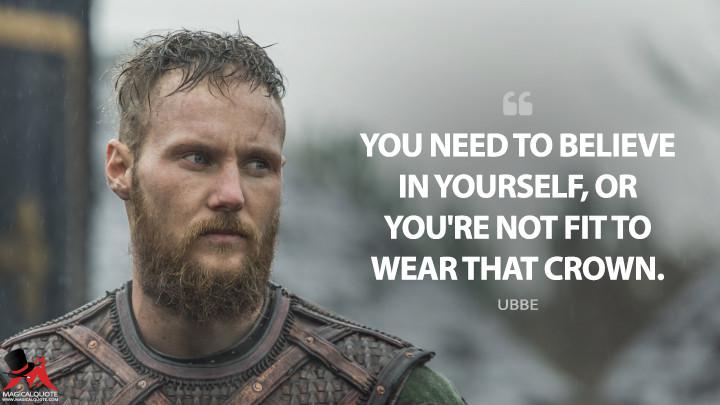 YOU NEED TO BELIEVE
IN YOURSELF, OR
YOU'RE NOT FIT TO
WEAR THAT CROWN.
UBBE
MAGICALQUOTE
WWW.MAGICALQUOTE.COM